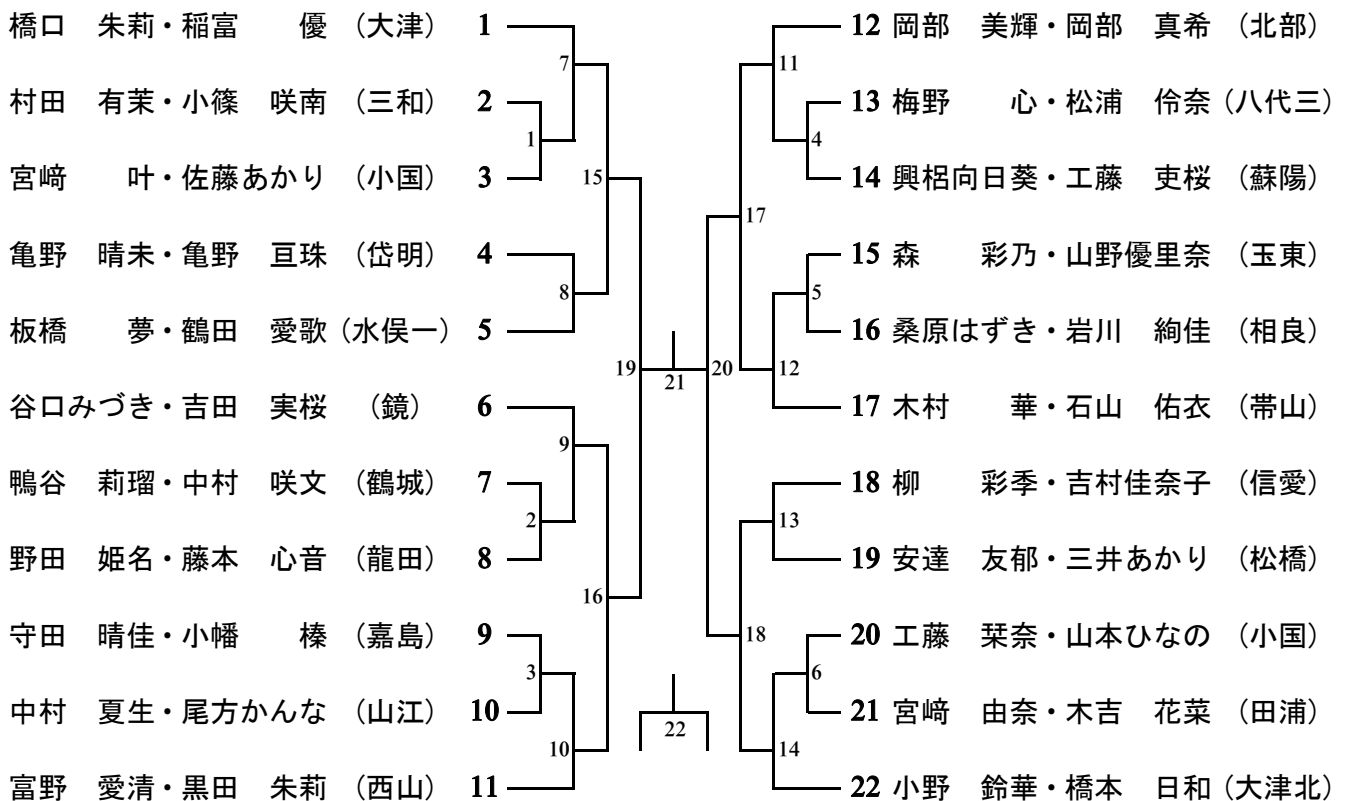 橋口　朱莉・稲富　　優　（大津）　1
7
村田　有茉・小篠　咲南　（三和）　2
1
宮﨑　　叶・佐藤あかり　（小国）　3
15
亀野　晴未・亀野　亘珠　（岱明）　4
8
板橋　　夢・鶴田　愛歌（水俣一）　5
19
谷口みづき・吉田　実桜　（鏡）　6
9
鴨谷　莉瑠・中村　咲文　（鶴城）　7
2
野田　姫名・藤本　心音　（龍田）　8
16
守田　晴佳・小幡　　榛　（嘉島）　9
3
中村　夏生・尾方かんな　（山江）　10
10
富野　愛清・黒田　朱莉　（西山）　11
21
22
12 岡部　美輝・岡部　真希　（北部）
11
13 梅野　　心・松浦　伶奈（八代三）
4
14 興梠向日葵・工藤　吏桜　（蘇陽）
17
15 森　　彩乃・山野優里奈　（玉東）
5
16 桑原はずき・岩川　絢佳　（相良）
12
20
17 木村　　華・石山　佑衣　（帯山）
18 柳　　彩季・吉村佳奈子　（信愛）
13
19 安達　友郁・三井あかり　（松橋）
18
20 工藤　栞奈・山本ひなの　（小国）
6
21 宮﨑　由奈・木吉　花菜　（田浦）
14
22 小野　鈴華・橋本　日和（大津北）